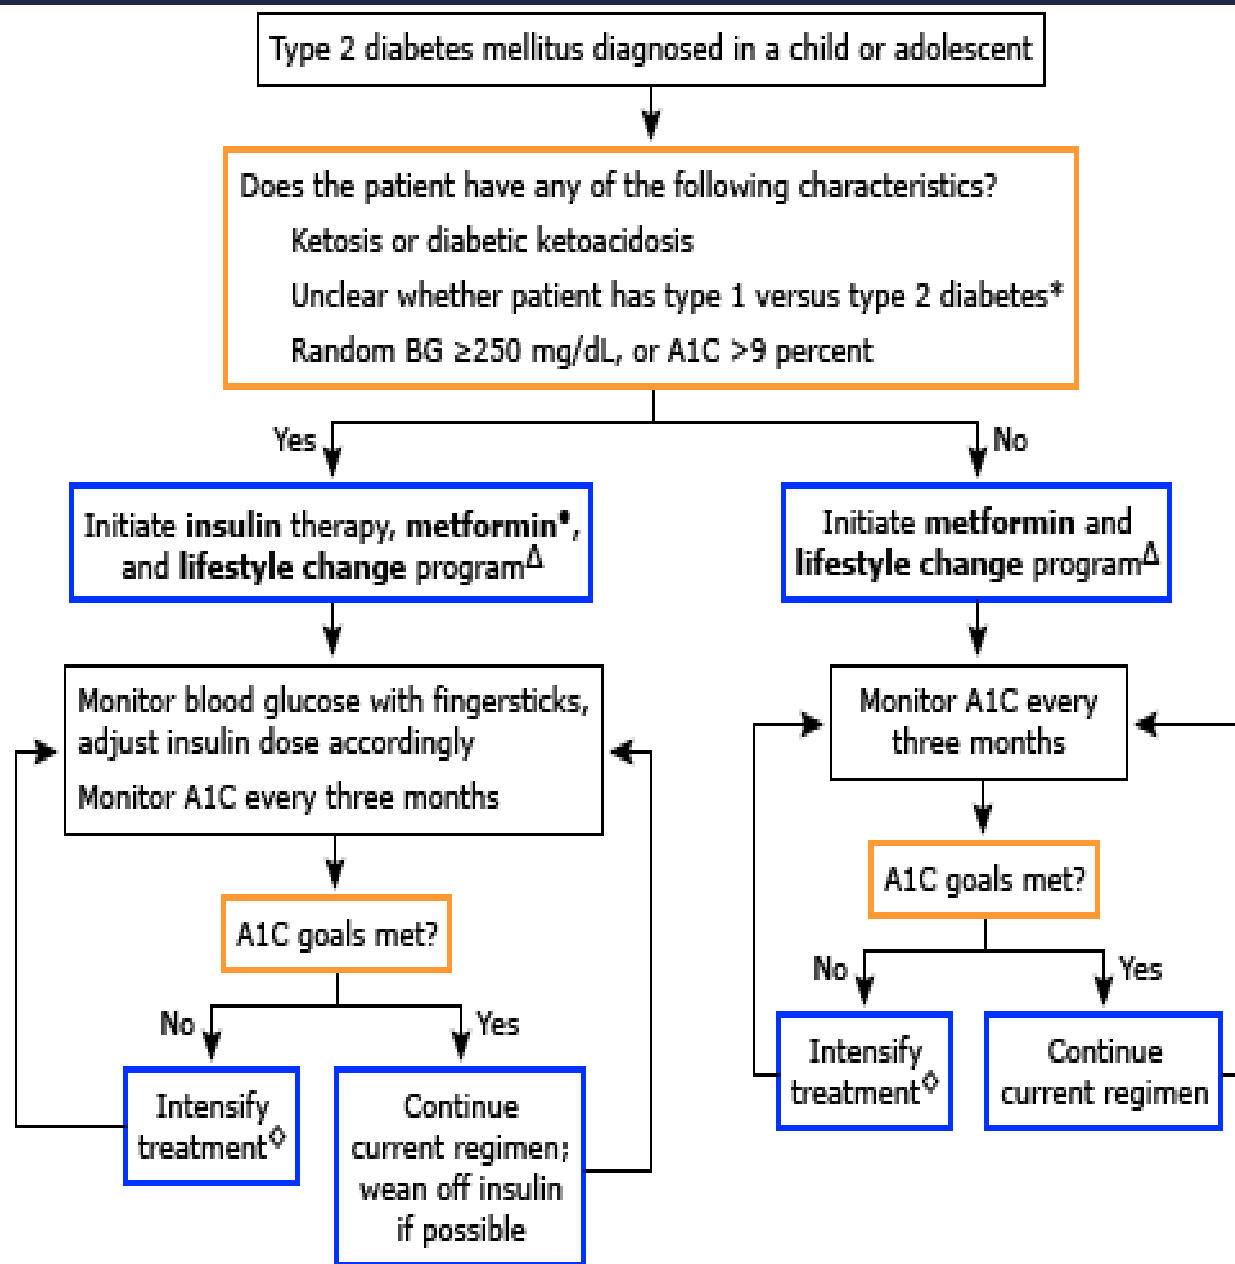 Type 2 diabetes mellitus diagnosed in a child or adolescent
Does the patient have any of the following characteristics?
Ketosis or diabetic ketoacidosis
Unclear whether patient has type 1 versus type 2 diabetes*
Random BG ≥250 mg/dL, or A1C >9 percent
Yes
No
Initiate insulin therapy, metformin•,
and lifestyle change programΔ
Initiate metformin and
lifestyle change programΔ
Monitor blood glucose with fingersticks,
adjust insulin dose accordingly
Monitor A1C every three months
Monitor A1C every
three months
A1C goals met?
A1C goals met?
No
Yes
No
Yes
Intensify
treatment◊
Continue
current regimen;
wean off insulin
if possible
Intensify
treatment◊
Continue
current regimen